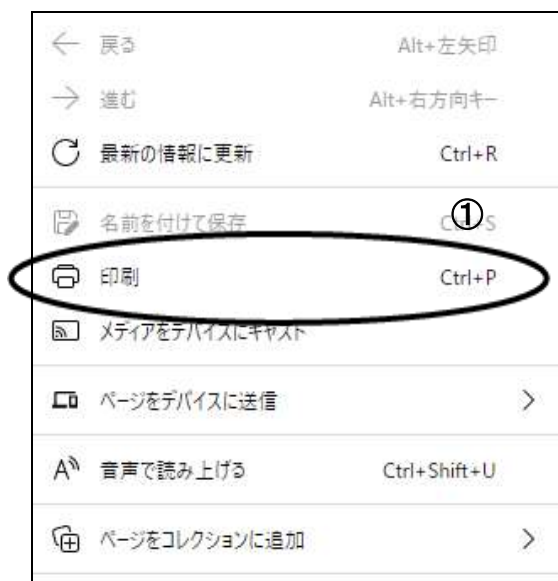 戻る Alt+左矢印
進む Alt+右方向キー
最新の情報に更新 Ctrl+R
①
名前を付けて保存 Ctrl+S
印刷 Ctrl+P
メディアをデバイスにキャスト
ページをデバイスに送信
音声で読み上げる Ctrl+Shift+U
ページをコレクションに追加